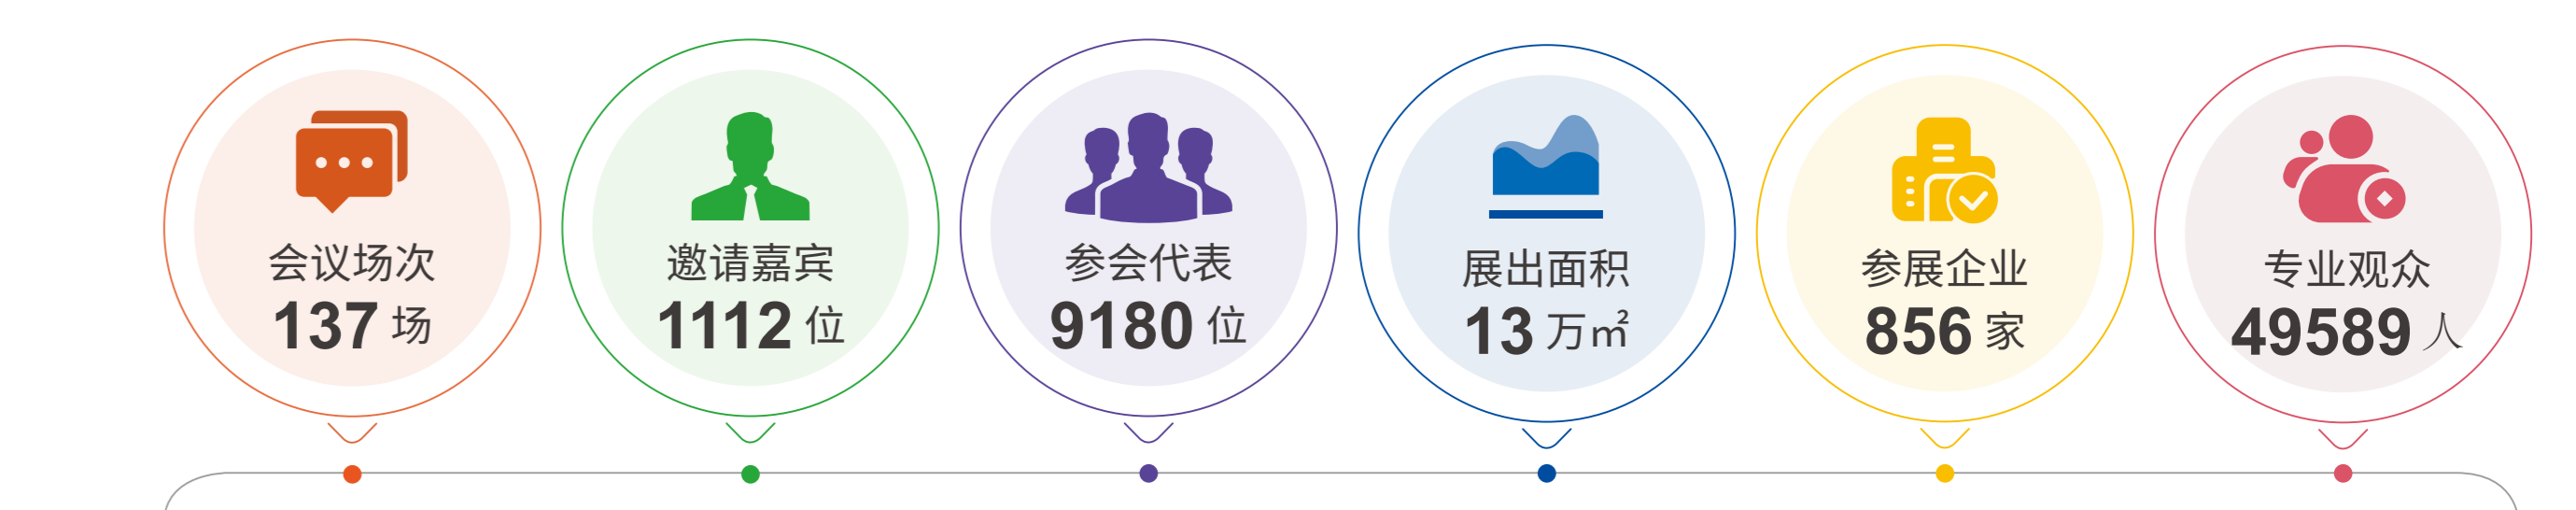 会议场次
137 场
邀请嘉宾
1112 位
参会代表
9180 位
展出面积
13 万㎡
参展企业
856 家
专业观众
49589 人